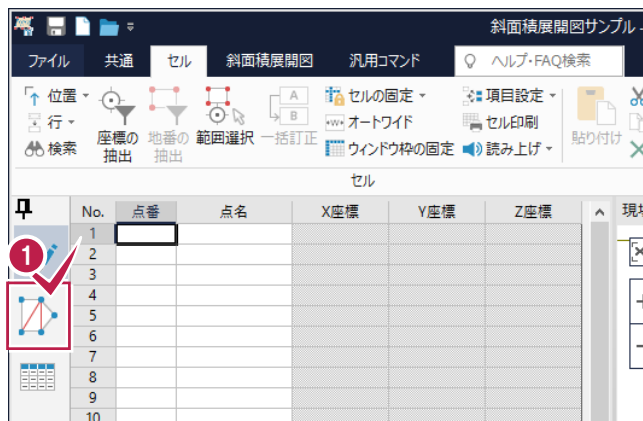 斜面積展開図サンプル -
ファイル 共通 セル 斜面積展開図 汎用コマンド ヘルプ・FAQ検索
位置 行 検索
座標の抽出 地番の抽出 範囲選択 A B 一括訂正
セルの固定 オートワイド ウィンドウ枠の固定
項目設定 セル印刷 読み上げ
貼り付け
セル
No. 点番 点名 X座標 Y座標 Z座標 現場
1
1
2
3
4
5
6
7
8
9
10